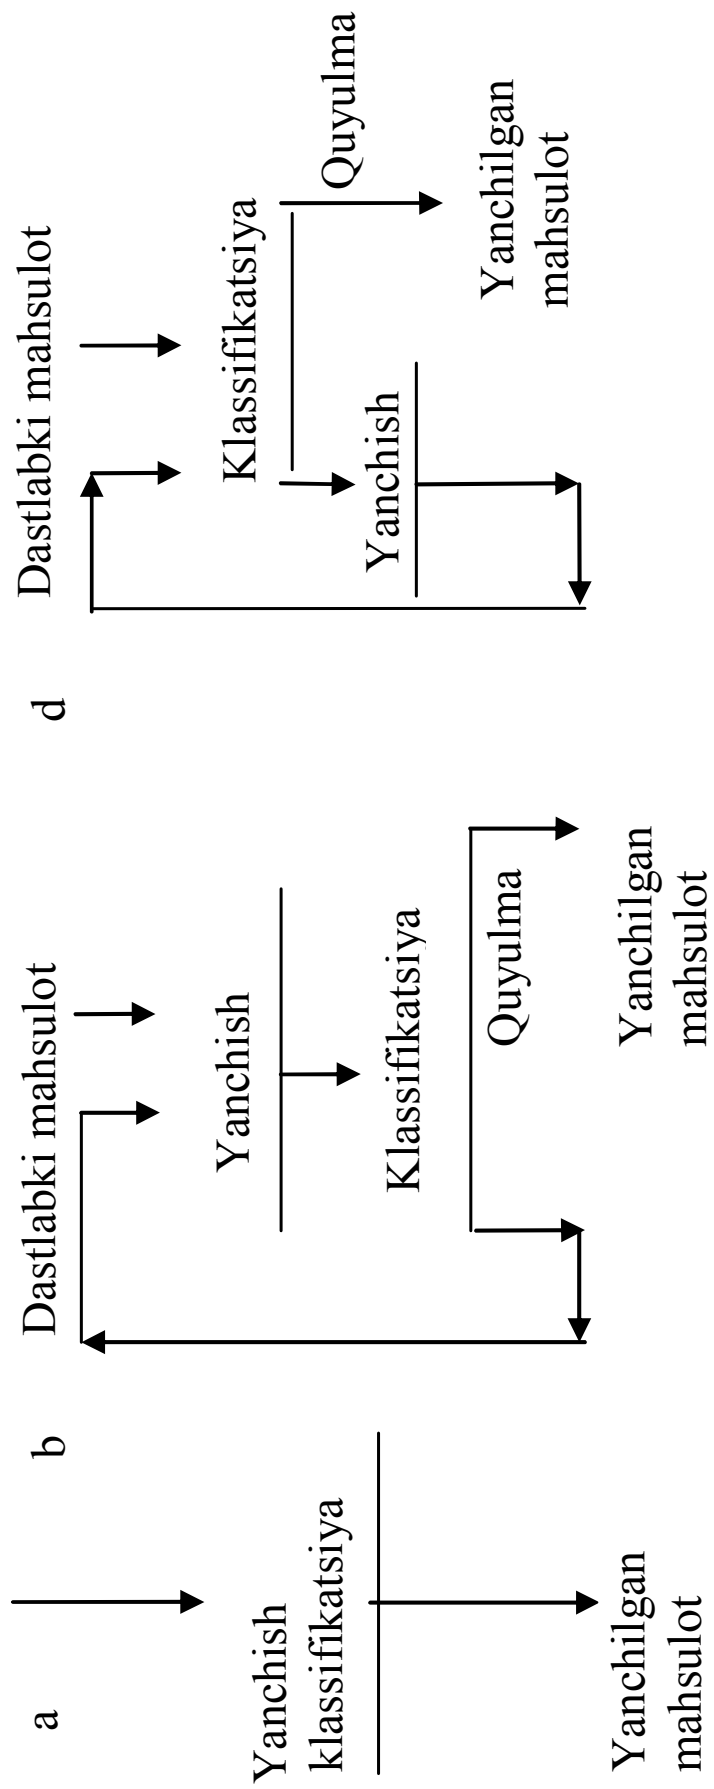 a
Yanchish
klassifikatsiya
Yanchilgan
mahsulot
b
Dastlabki mahsulot
Yanchish
Klassifikatsiya
Quyulma
Yanchilgan
mahsulot
d
Dastlabki mahsulot
Klassifikatsiya
Quyulma
Yanchish
Yanchilgan
mahsulot